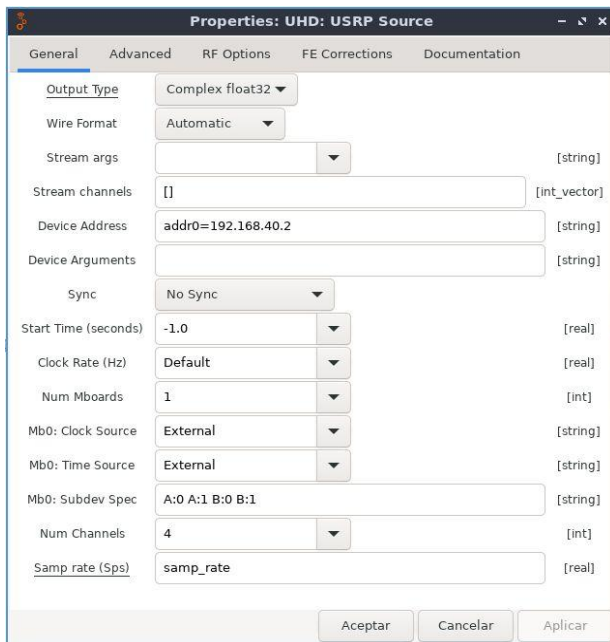 Properties: UHD: USRP Source
General Advanced RF Options FE Corrections Documentation
Output Type Complex float32
Wire Format Automatic
Stream args [string]
Stream channels [] [int_vector]
Device Address addr0=192.168.40.2 [string]
Device Arguments [string]
Sync No Sync
Start Time (seconds) -1.0 [real]
Clock Rate (Hz) Default [real]
Num Mboards 1 [int]
Mb0: Clock Source External [string]
Mb0: Time Source External [string]
Mb0: Subdev Spec A:0 A:1 B:0 B:1 [string]
Num Channels 4 [int]
Samp rate (Sps) samp_rate [real]
Aceptar Cancelar Aplicar